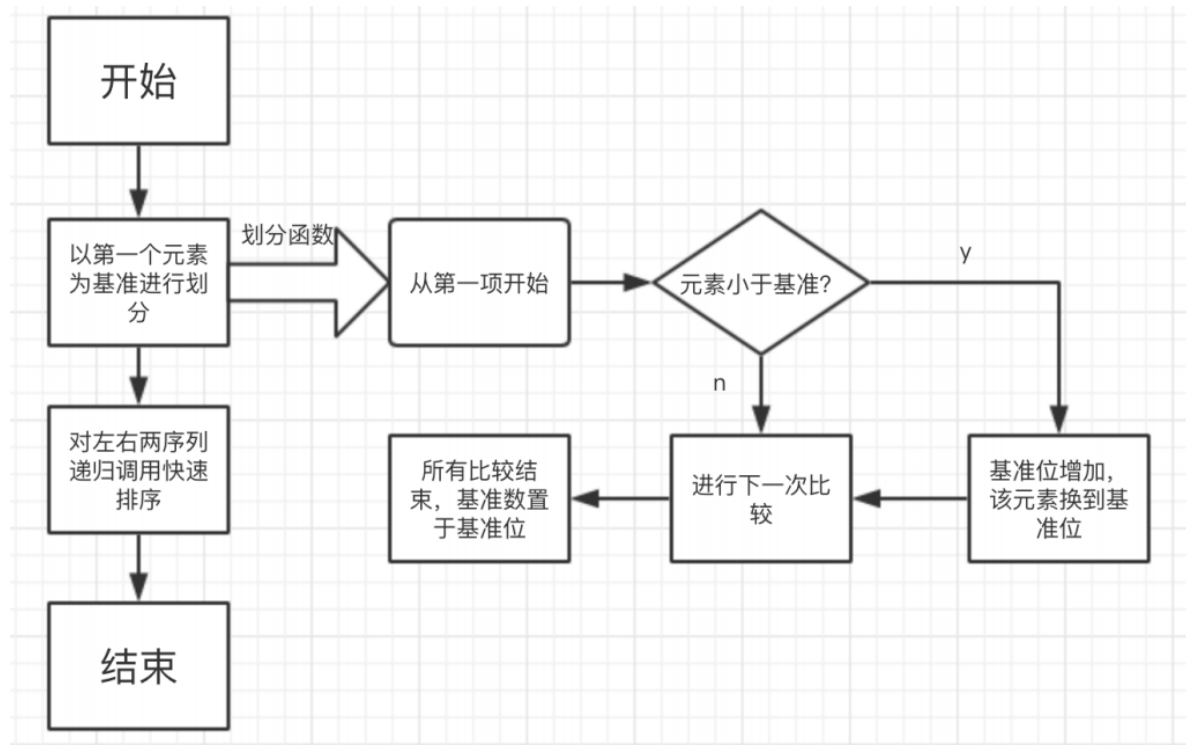 开始
以第一个元素
为基准进行划
分
划分函数
从第一项开始
元素小于基准?
y
n
对左右两序列
递归调用快速
排序
所有比较结
束，基准数置
于基准位
进行下一次比
较
基准位增加，
该元素换到基
准位
结束